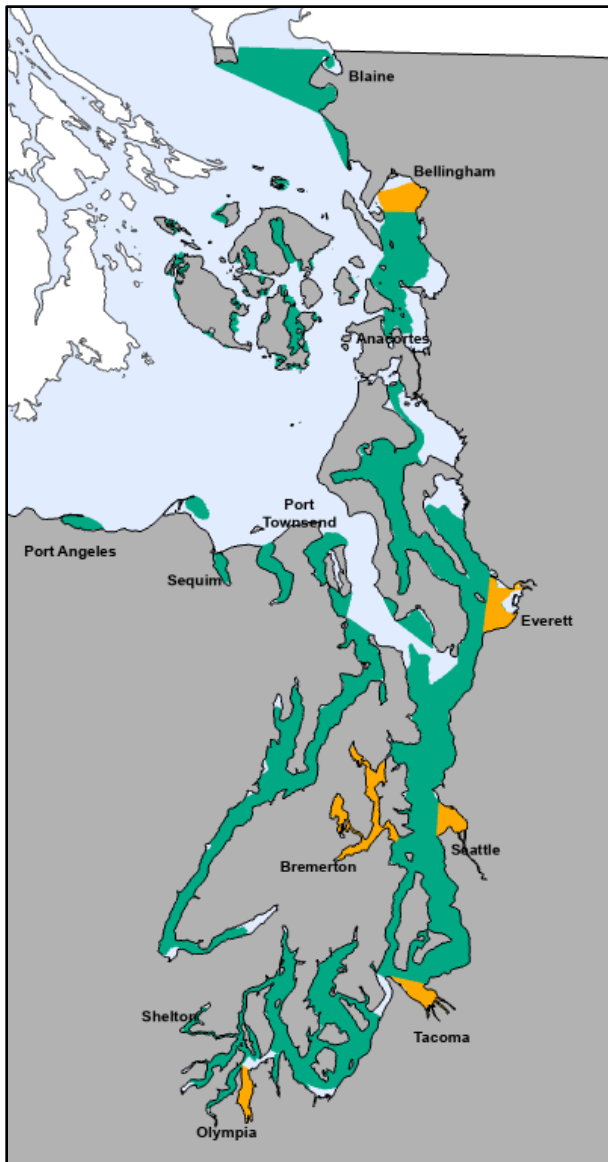 Blaine
Bellingham
Anacortes
Port
Townsend
Port Angeles
Sequim
Everett
Seattle
Bremerton
Shelton
Tacoma
Olympia